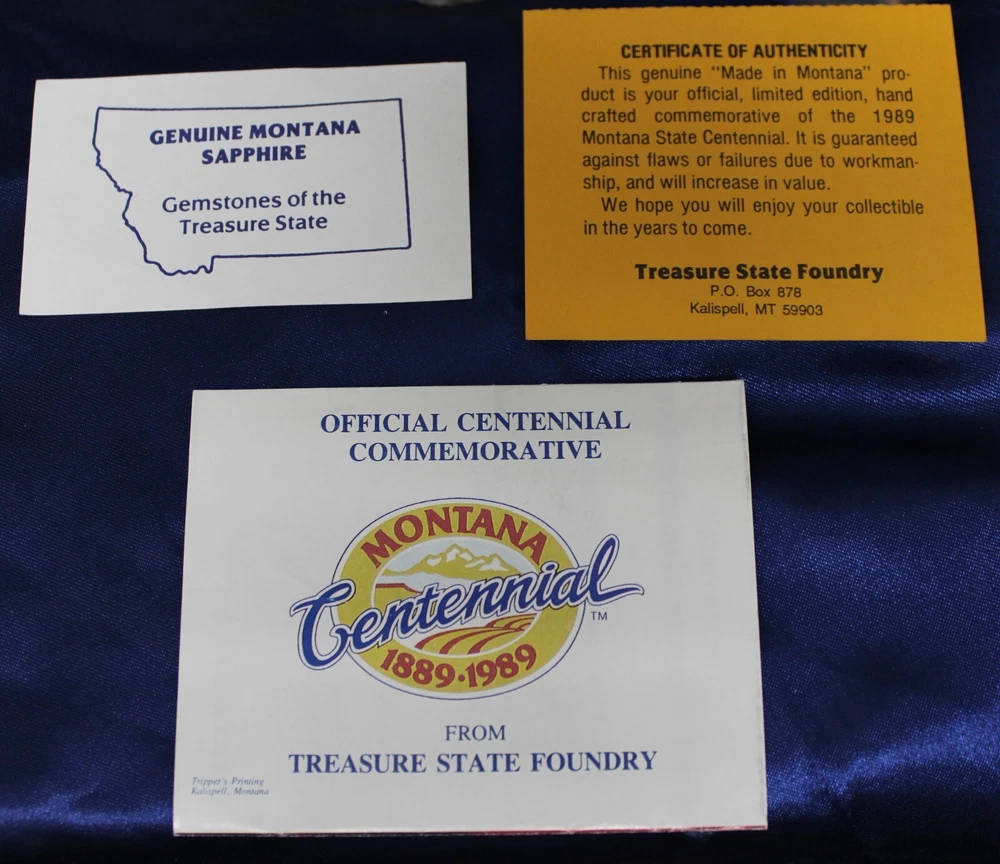 GENUINE MONTANA
SAPPHIRE
Gemstones of the
Treasure State
CERTIFICATE OF AUTHENTICITY
This genuine "Made in Montana" pro-
duct is your official, limited edition, hand
crafted commemorative of the 1989
Montana State Centennial. It is guaranteed
against flaws or failures due to workman-
ship, and will increase in value.
We hope you will enjoy your collectible
in the years to come.
Treasure State Foundry
P.O. Box 878
Kalispell, MT 59903
OFFICIAL CENTENNIAL
COMMEMORATIVE
MONTANA
Centennial
TM
1889•1989
FROM
TREASURE STATE FOUNDRY
Trippet's Printing
Kalispell, Montana